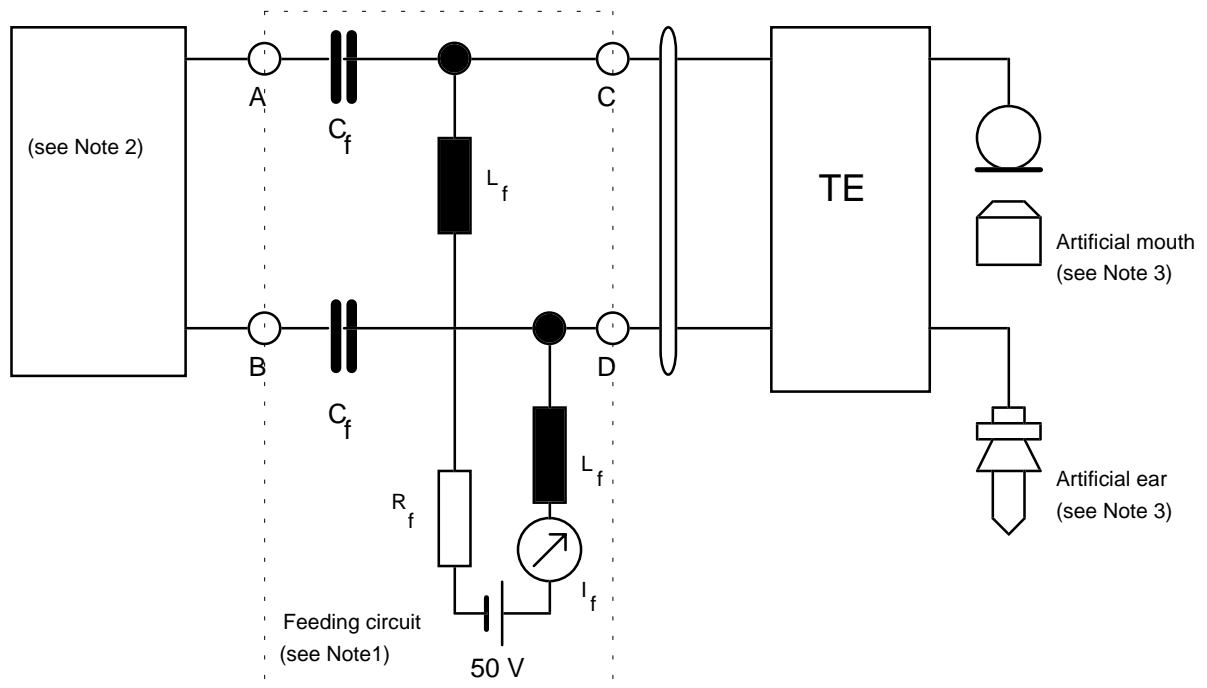 A
C
C
f
(see Note 2)
L
f
TE
Artificial mouth
(see Note 3)
B
D
C
f
L
f
R
f
Artificial ear
(see Note 3)
I
f
Feeding circuit
(see Note1)
50 V